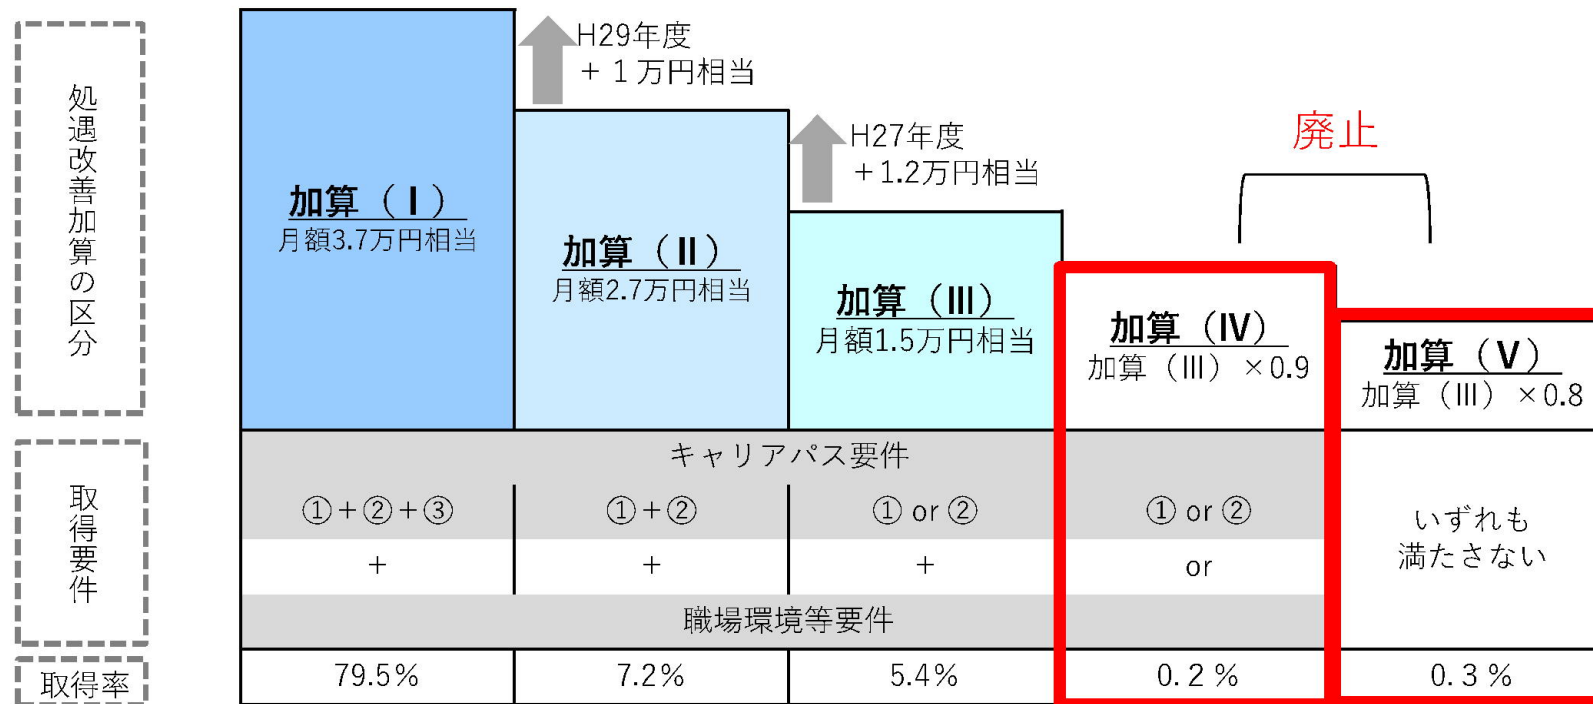 処遇改善加算の区分
H29年度
+ 1万円相当
H27年度
+1.2万円相当
廃止
加算（Ⅰ）
月額3.7万円相当
加算（Ⅱ）
月額2.7万円相当
加算（Ⅲ）
月額1.5万円相当
加算（Ⅳ）
加算（Ⅲ）×0.9
加算（Ⅴ）
加算（Ⅲ）×0.8
取得要件
キャリアパス要件
①+②+③
①+②
① or ②
① or ②
いずれも
満たさない
+
+
+
or
職場環境等要件
取得率
79.5%
7.2%
5.4%
0.2 %
0.3 %